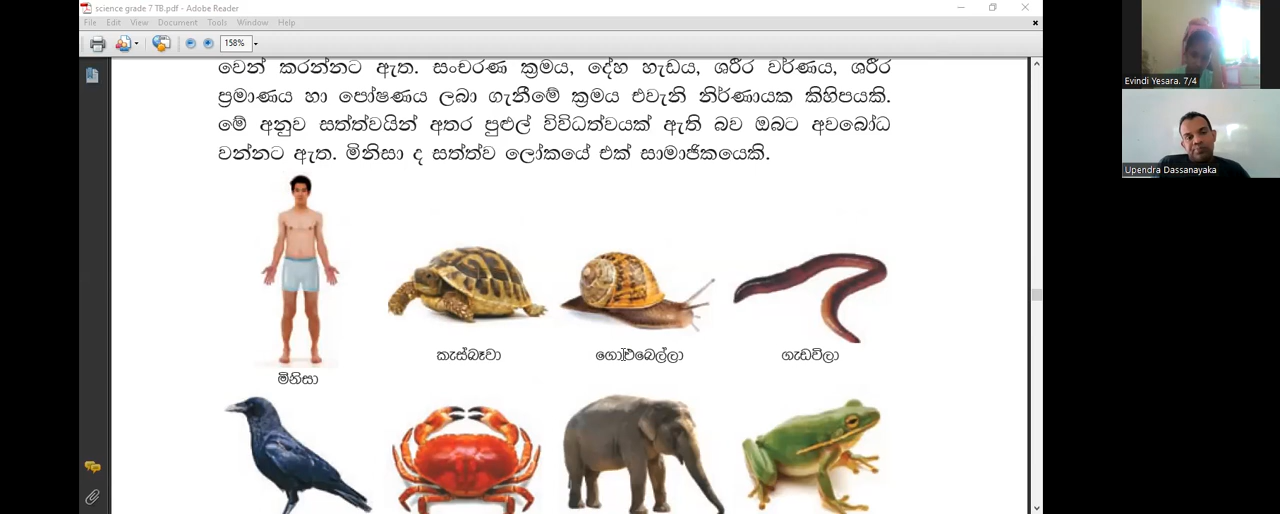 science grade 7 TB.pdf - Adobe Reader
File Edit View Document Tools Window Help
158%
වෙන් කරන්නට ඇත. සංචරණ ක්‍රමය, දේහ හැඩය, ශරීර වර්ණය, ශරීර
ප්‍රමාණය හා පෝෂණය ලබා ගැනීමේ ක්‍රමය එවැනි නිර්ණායක කිහිපයකි.
මේ අනුව සත්ත්වයින් අතර පුළුල් විවිධත්වයක් ඇති බව ඔබට අවබෝධ
වන්නට ඇත. මිනිසා ද සත්ත්ව ලෝකයේ එක් සාමාජිකයෙකි.
කැස්බෑවා ගොළුබෙල්ලා ගැඩවිලා
මිනිසා
Evindi Yesara. 7/4
Upendra Dassanayaka